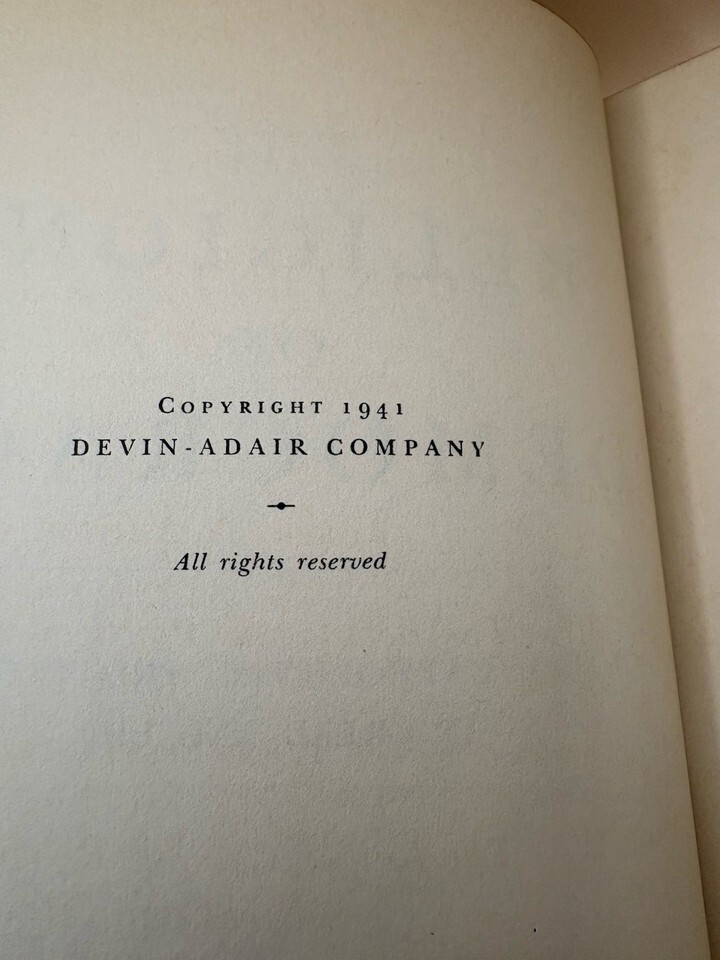 COPYRIGHT 1941
DEVIN-ADAIR COMPANY
All rights reserved